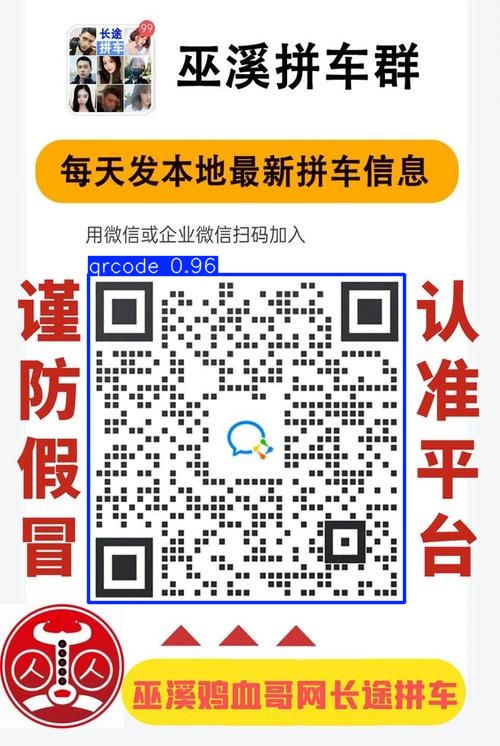 长途
拼车
99
巫溪拼车群
每天发本地最新拼车信息
用微信或企业微信扫码加入
qrcode 0.96
谨防假冒
认准平台
人人
巫溪鸡血哥网长途拼车